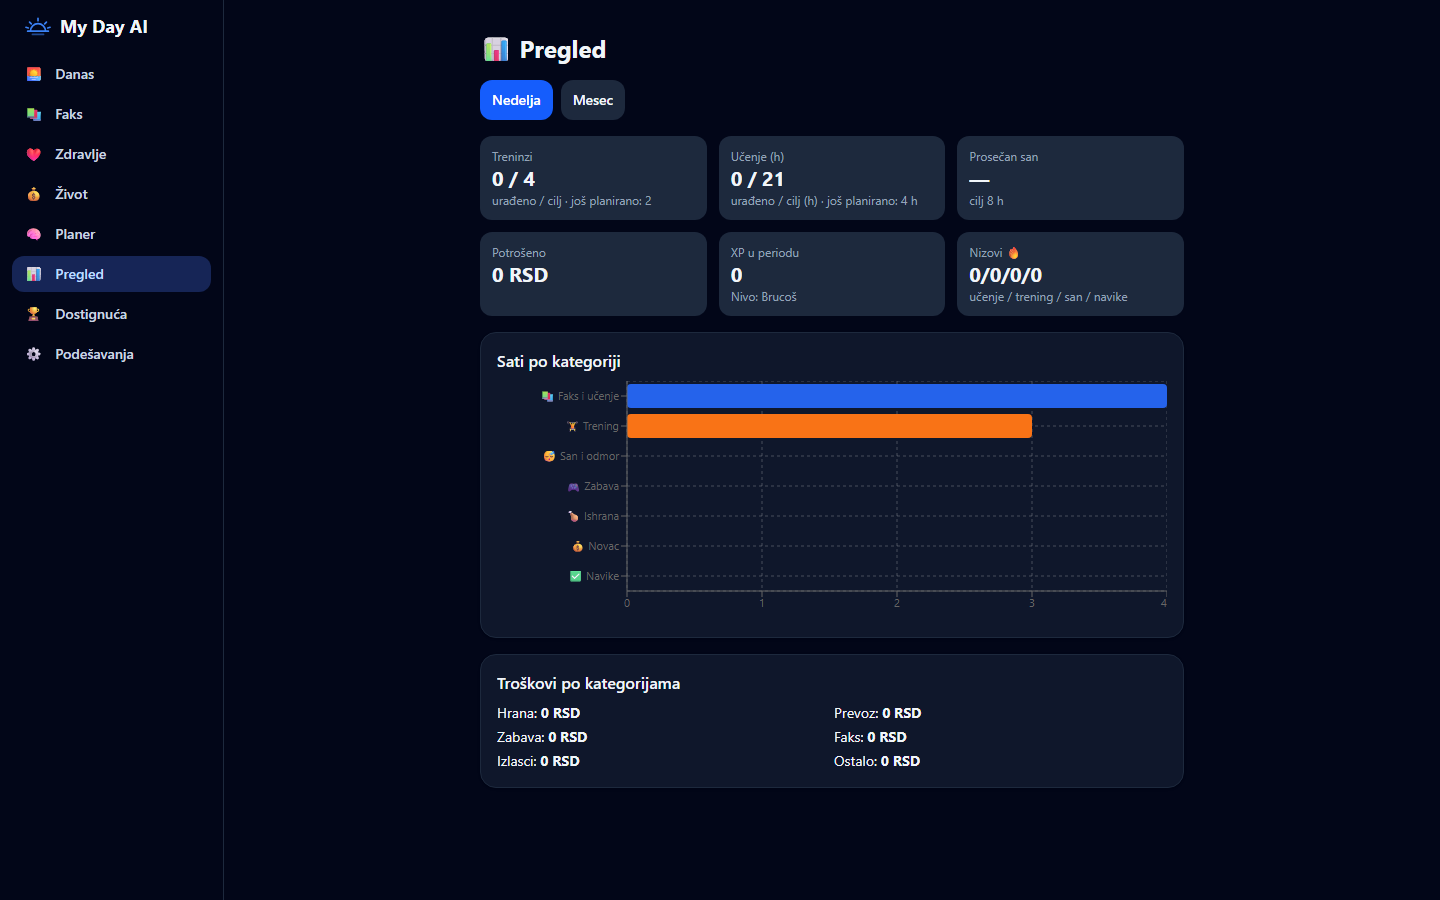 My Day AI
Danas
Faks
Zdravlje
Život
Planer
Pregled
Dostignuća
Podešavanja
Pregled
Nedelja
Mesec
Treninzi
0 / 4
urađeno / cilj · još planirano: 2
Učenje (h)
0 / 21
urađeno / cilj (h) · još planirano: 4 h
Prosečan san
—
cilj 8 h
Potrošeno
0 RSD
XP u periodu
0
Nivo: Brucoš
Nizovi 🔥
0/0/0/0
učenje / trening / san / navike
Sati po kategoriji
Faks i učenje
Trening
San i odmor
Zabava
Ishrana
Novac
Navike
0 1 2 3 4
Troškovi po kategorijama
Hrana: 0 RSD
Prevoz: 0 RSD
Zabava: 0 RSD
Faks: 0 RSD
Izlasci: 0 RSD
Ostalo: 0 RSD